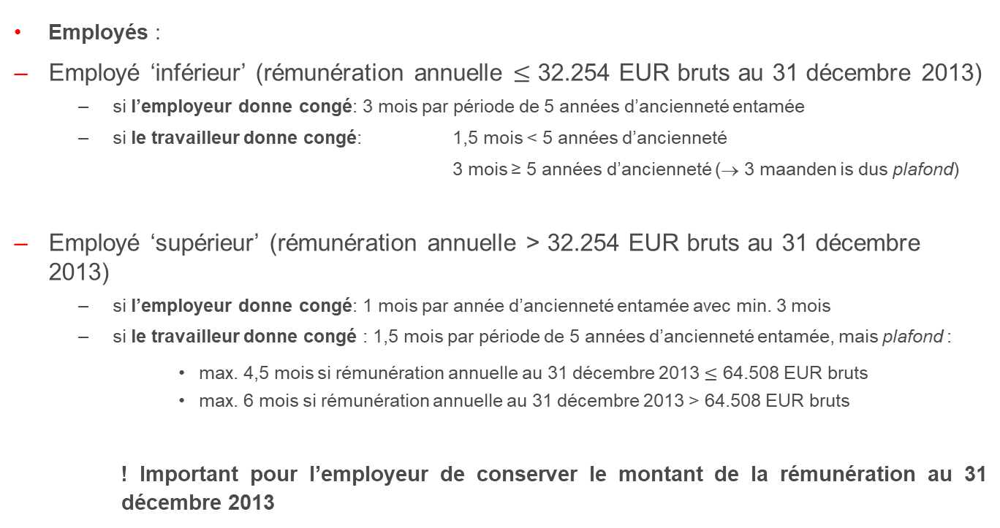 • Employés :
– Employé ‘inférieur’ (rémunération annuelle ≤ 32.254 EUR bruts au 31 décembre 2013)
– si l’employeur donne congé: 3 mois par période de 5 années d’ancienneté entamée
– si le travailleur donne congé: 1,5 mois < 5 années d’ancienneté
3 mois ≥ 5 années d’ancienneté (→ 3 maanden is dus plafond)
– Employé ‘supérieur’ (rémunération annuelle > 32.254 EUR bruts au 31 décembre
2013)
– si l’employeur donne congé: 1 mois par année d’ancienneté entamée avec min. 3 mois
– si le travailleur donne congé : 1,5 mois par période de 5 années d’ancienneté entamée, mais plafond :
• max. 4,5 mois si rémunération annuelle au 31 décembre 2013 ≤ 64.508 EUR bruts
• max. 6 mois si rémunération annuelle au 31 décembre 2013 > 64.508 EUR bruts
! Important pour l’employeur de conserver le montant de la rémunération au 31
décembre 2013